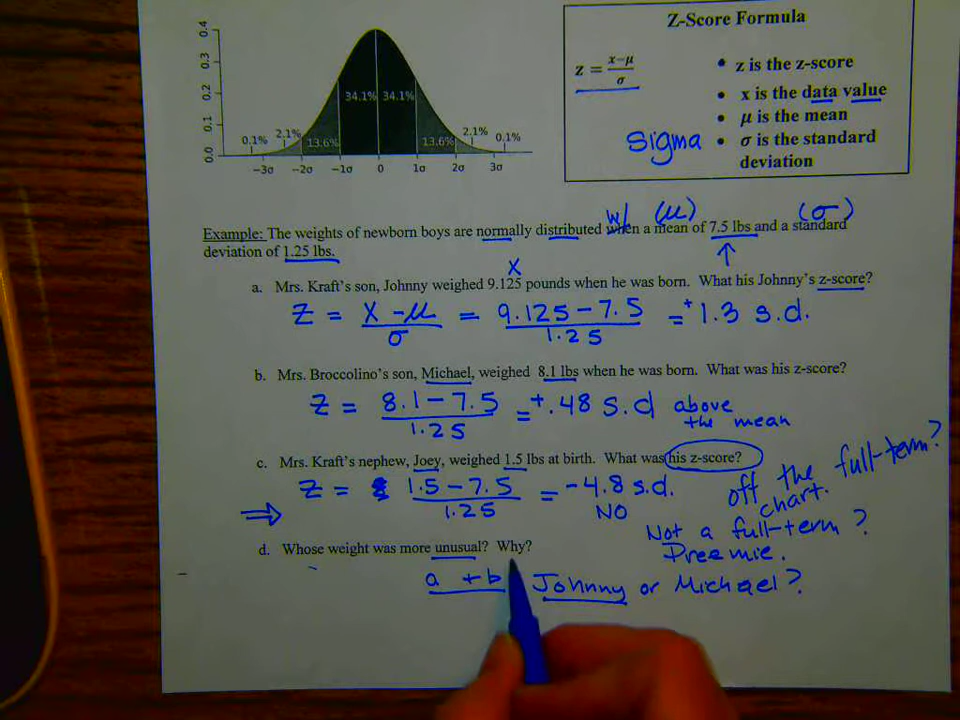 0.4
0.3
0.2
0.1
0.0
34.1% 34.1%
0.1% 2.1% 13.6% 13.6% 2.1% 0.1%
−3σ −2σ −1σ 0 1σ 2σ 3σ
Z-Score Formula
z = x−μ
σ
• z is the z-score
• x is the data value
• μ is the mean
• σ is the standard
deviation
sigma
w/ (μ) (σ)
Example: The weights of newborn boys are normally distributed when a mean of 7.5 lbs and a standard
deviation of 1.25 lbs.
x ↑
a. Mrs. Kraft's son, Johnny weighed 9.125 pounds when he was born. What his Johnny's z-score?
Z = X - μ = 9.125 - 7.5 = +1.3 s.d.
σ 1.25
b. Mrs. Broccolino's son, Michael, weighed 8.1 lbs when he was born. What was his z-score?
Z = 8.1 - 7.5 = +.48 s.d above
1.25 the mean
c. Mrs. Kraft's nephew, Joey, weighed 1.5 lbs at birth. What was his z-score?
Z = 1.5 - 7.5 = -4.8 s.d.
1.25 NO
off the full-term?
chart.
Not a full-term?
Preemie.
d. Whose weight was more unusual? Why?
a + b Johnny or Michael?